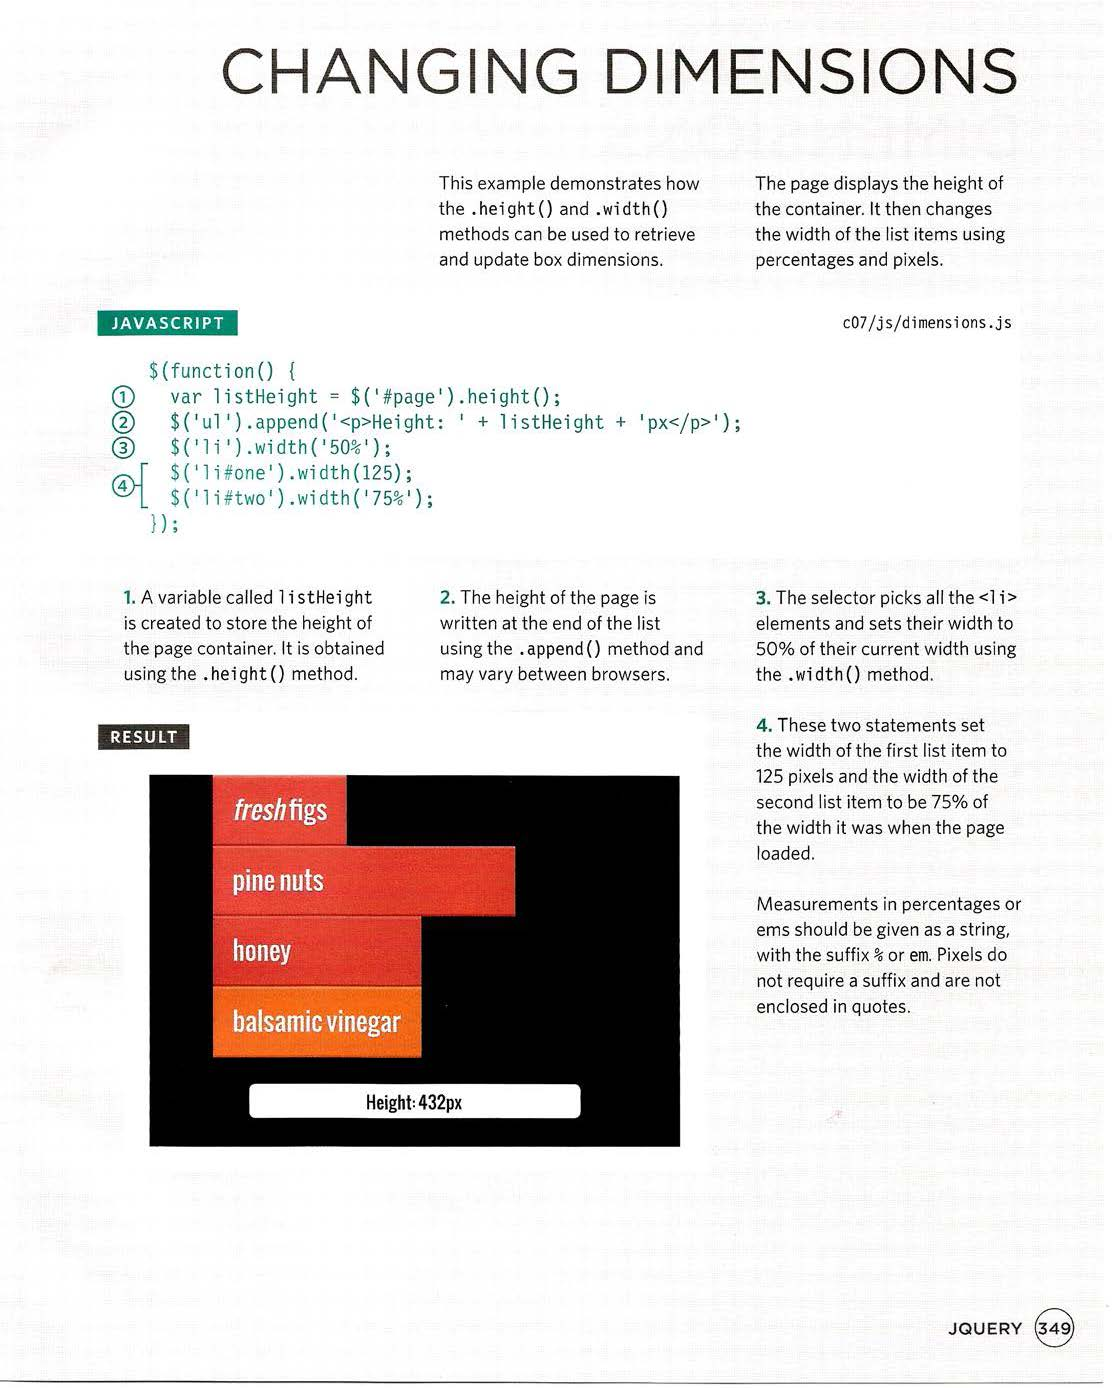 CHANGING DIMENSIONS
This example demonstrates how
the .height() and .width()
methods can be used to retrieve
and update box dimensions.
The page displays the height of
the container. It then changes
the width of the list items using
percentages and pixels.
JAVASCRIPT
c07/js/dimensions.js
$(function() {
① var listHeight = $('#page').height();
② $('ul').append('<p>Height: ' + listHeight + 'px</p>');
③ $('li').width('50%');
④ $('li#one').width(125);
$('li#two').width('75%');
});
1. A variable called listHeight
is created to store the height of
the page container. It is obtained
using the .height() method.
2. The height of the page is
written at the end of the list
using the .append() method and
may vary between browsers.
3. The selector picks all the <li>
elements and sets their width to
50% of their current width using
the .width() method.
4. These two statements set
the width of the first list item to
125 pixels and the width of the
second list item to be 75% of
the width it was when the page
loaded.
Measurements in percentages or
ems should be given as a string,
with the suffix % or em. Pixels do
not require a suffix and are not
enclosed in quotes.
RESULT
fresh figs
pine nuts
honey
balsamic vinegar
Height: 432px
JQUERY 349